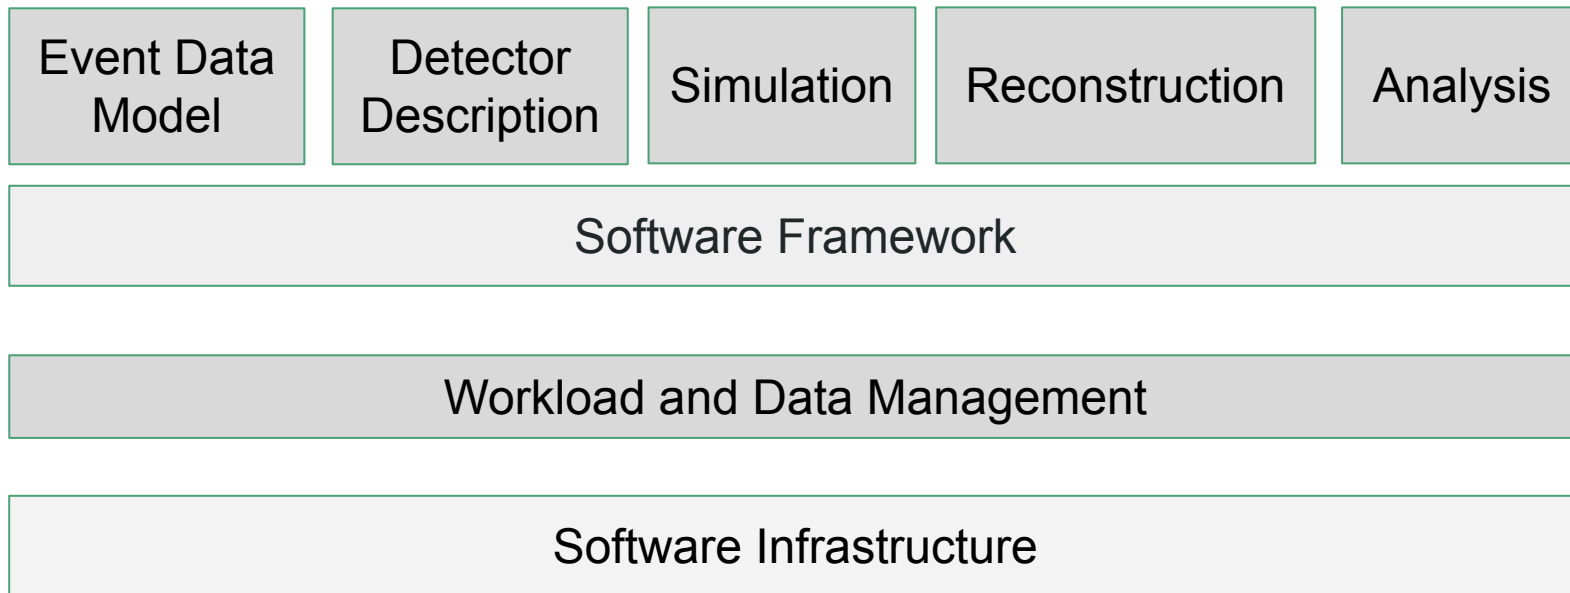 Event Data
Model
Detector
Description
Simulation
Reconstruction
Analysis
Software Framework
Workload and Data Management
Software Infrastructure